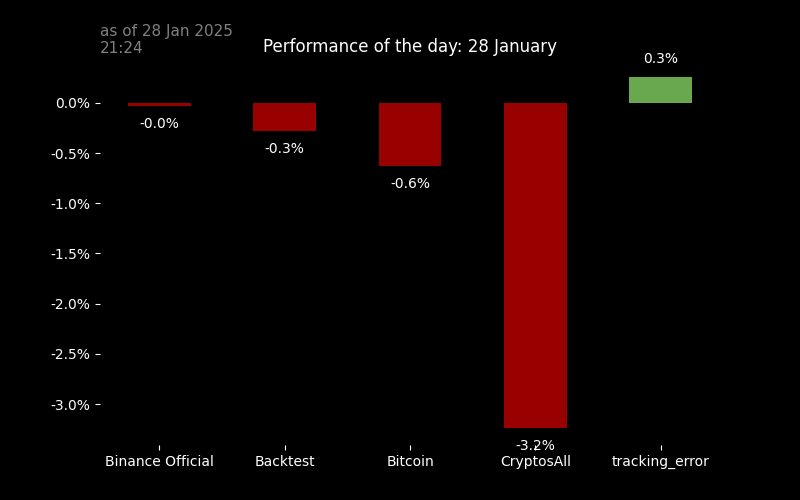 as of 28 Jan 2025
21:24
Performance of the day: 28 January
0.3%
0.0%
-0.0%
-0.3%
-0.5%
-0.6%
-1.0%
-1.5%
-2.0%
-2.5%
-3.0%
-3.2%
Binance Official
Backtest
Bitcoin
CryptosAll
tracking_error